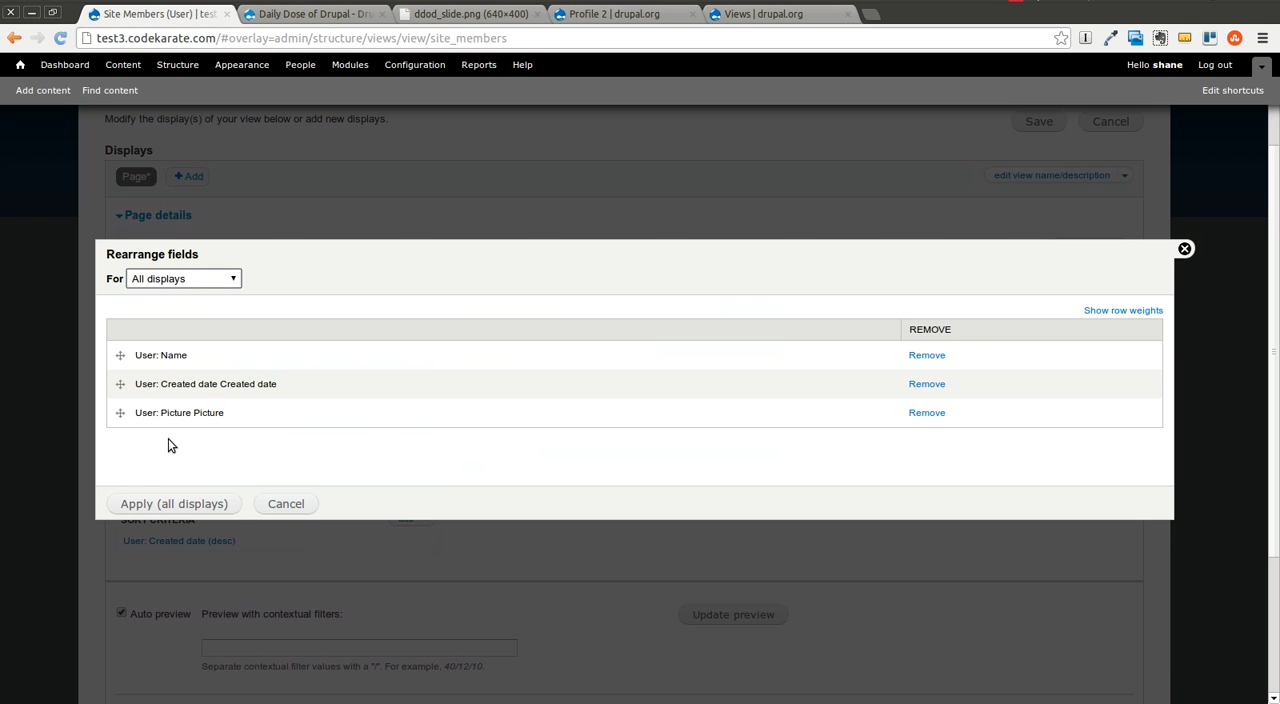 Site Members (User) | test
Daily Dose of Drupal - Dru
ddod_slide.png (640×400)
Profile 2 | drupal.org
Views | drupal.org
test3.codekarate.com/#overlay=admin/structure/views/view/site_members
Dashboard Content Structure Appearance People Modules Configuration Reports Help Hello shane Log out
Add content Find content Edit shortcuts
Modify the display(s) of your view below or add new displays. Save Cancel
Displays
Page* +Add edit view name/description
Page details
Rearrange fields
For All displays
Show row weights
REMOVE
User: Name Remove
User: Created date Created date Remove
User: Picture Picture Remove
Apply (all displays) Cancel
SORT CRITERIA
User: Created date (desc)
Auto preview Preview with contextual filters: Update preview
Separate contextual filter values with a "/". For example, 40/12/10.